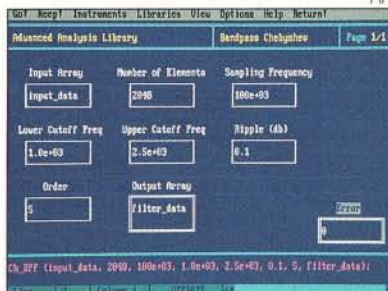 Go! Keep! Instruments Libraries View Options Help Return!
Advanced Analysis Library Bandpass Chebyshev Page 1/1
Input Array Number of Elements Sampling Frequency
input_data 2048 100e+03
Lower Cutoff Freq Upper Cutoff Freq Ripple (db)
1.0e+03 2.5e+03 0.1
Order Output Array
5 filter_data
Error
0
Ch_BPF (input_data, 2048, 100e+03, 1.0e+03, 2.5e+03, 0.1, 5, filter_data);